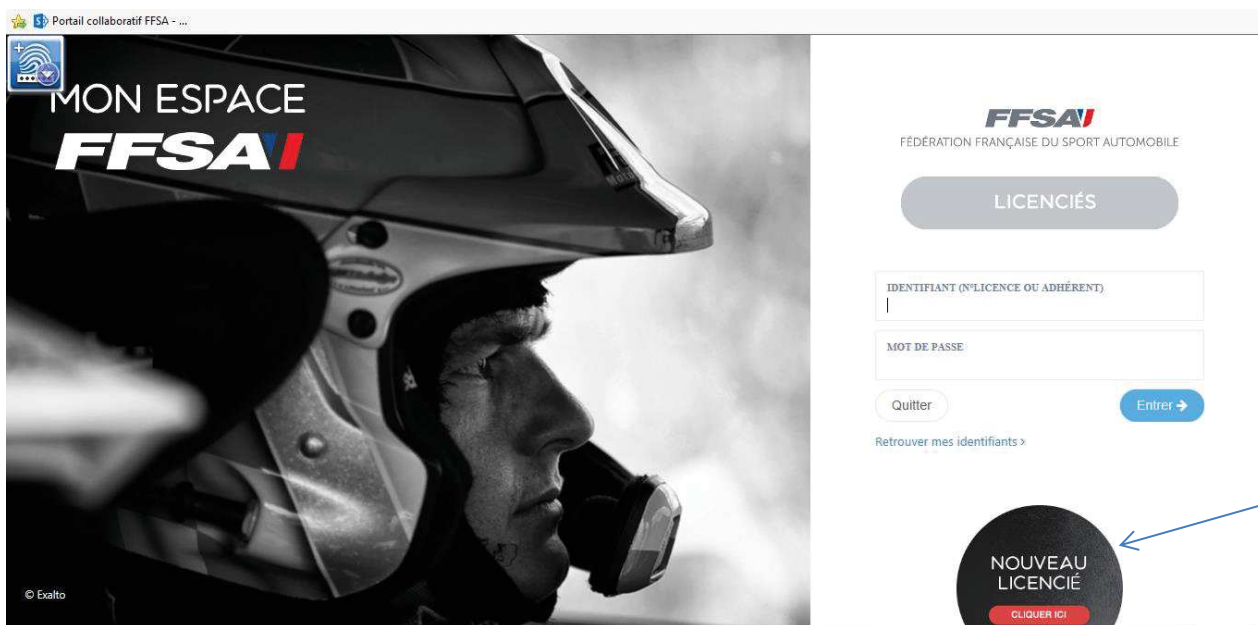 Portail collaboratif FFSA - ...
MON ESPACE
FFSA
© Exalto
FFSA
FÉDÉRATION FRANÇAISE DU SPORT AUTOMOBILE
LICENCIÉS
IDENTIFIANT (N°LICENCE OU ADHÉRENT)
MOT DE PASSE
Quitter
Entrer →
Retrouver mes identifiants >
NOUVEAU
LICENCIÉ
CLIQUER ICI